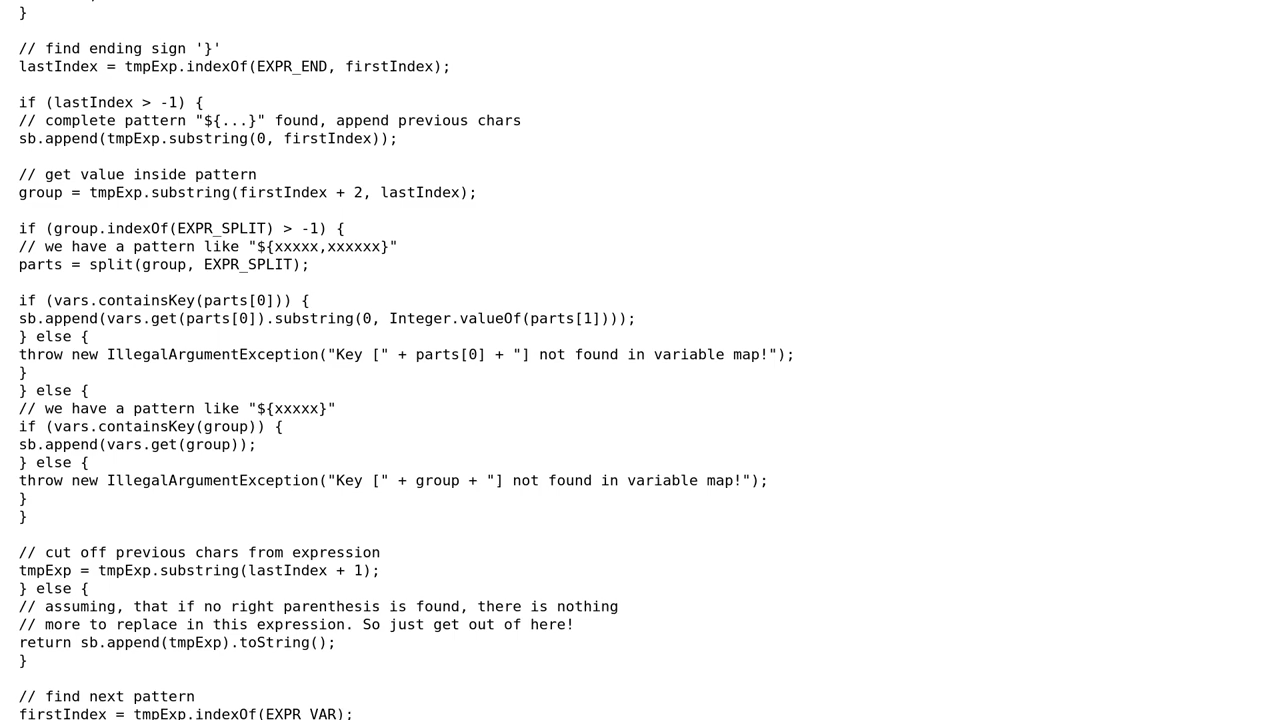 }
// find ending sign '}'
lastIndex = tmpExp.indexOf(EXPR_END, firstIndex);
if (lastIndex > -1) {
// complete pattern "${...}" found, append previous chars
sb.append(tmpExp.substring(0, firstIndex));
// get value inside pattern
group = tmpExp.substring(firstIndex + 2, lastIndex);
if (group.indexOf(EXPR_SPLIT) > -1) {
// we have a pattern like "${xxxxx,xxxxxx}"
parts = split(group, EXPR_SPLIT);
if (vars.containsKey(parts[0])) {
sb.append(vars.get(parts[0]).substring(0, Integer.valueOf(parts[1])));
} else {
throw new IllegalArgumentException("Key [" + parts[0] + "] not found in variable map!");
}
} else {
// we have a pattern like "${xxxxx}"
if (vars.containsKey(group)) {
sb.append(vars.get(group));
} else {
throw new IllegalArgumentException("Key [" + group + "] not found in variable map!");
}
}
// cut off previous chars from expression
tmpExp = tmpExp.substring(lastIndex + 1);
} else {
// assuming, that if no right parenthesis is found, there is nothing
// more to replace in this expression. So just get out of here!
return sb.append(tmpExp).toString();
}
// find next pattern
firstIndex = tmpExp.indexOf(EXPR_VAR);